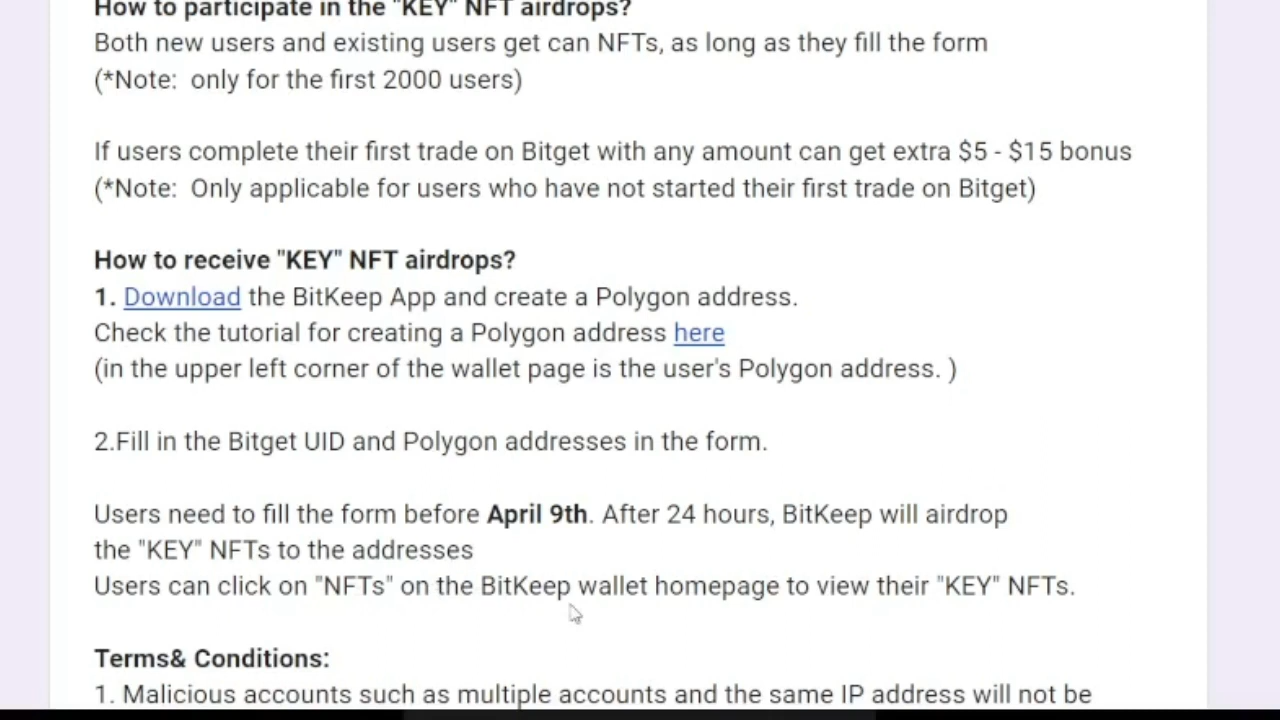 How to participate in the "KEY" NFT airdrops?
Both new users and existing users get can NFTs, as long as they fill the form
(*Note:  only for the first 2000 users)
If users complete their first trade on Bitget with any amount can get extra $5 - $15 bonus
(*Note:  Only applicable for users who have not started their first trade on Bitget)
How to receive "KEY" NFT airdrops?
1. Download the BitKeep App and create a Polygon address.
Check the tutorial for creating a Polygon address here
(in the upper left corner of the wallet page is the user's Polygon address. )
2.Fill in the Bitget UID and Polygon addresses in the form.
Users need to fill the form before April 9th. After 24 hours, BitKeep will airdrop
the "KEY" NFTs to the addresses
Users can click on "NFTs" on the BitKeep wallet homepage to view their "KEY" NFTs.
Terms& Conditions:
1. Malicious accounts such as multiple accounts and the same IP address will not be